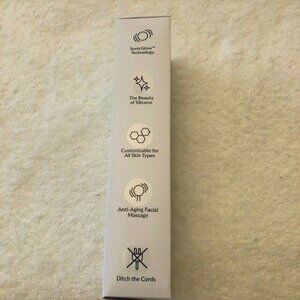 SonicGlow™
Technology
The Beauty
of Silicone
Customizable for
All Skin Types
Anti-Aging Facial
Massage
Ditch the Cords